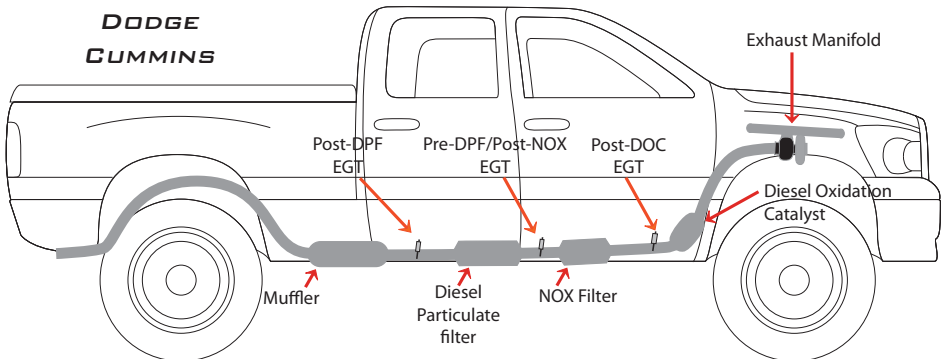 DODGE
CUMMINS
Exhaust Manifold
Post-DPF
EGT
Pre-DPF/Post-NOX
EGT
Post-DOC
EGT
Diesel Oxidation
Catalyst
Muffler
Diesel
Particulate
filter
NOX Filter